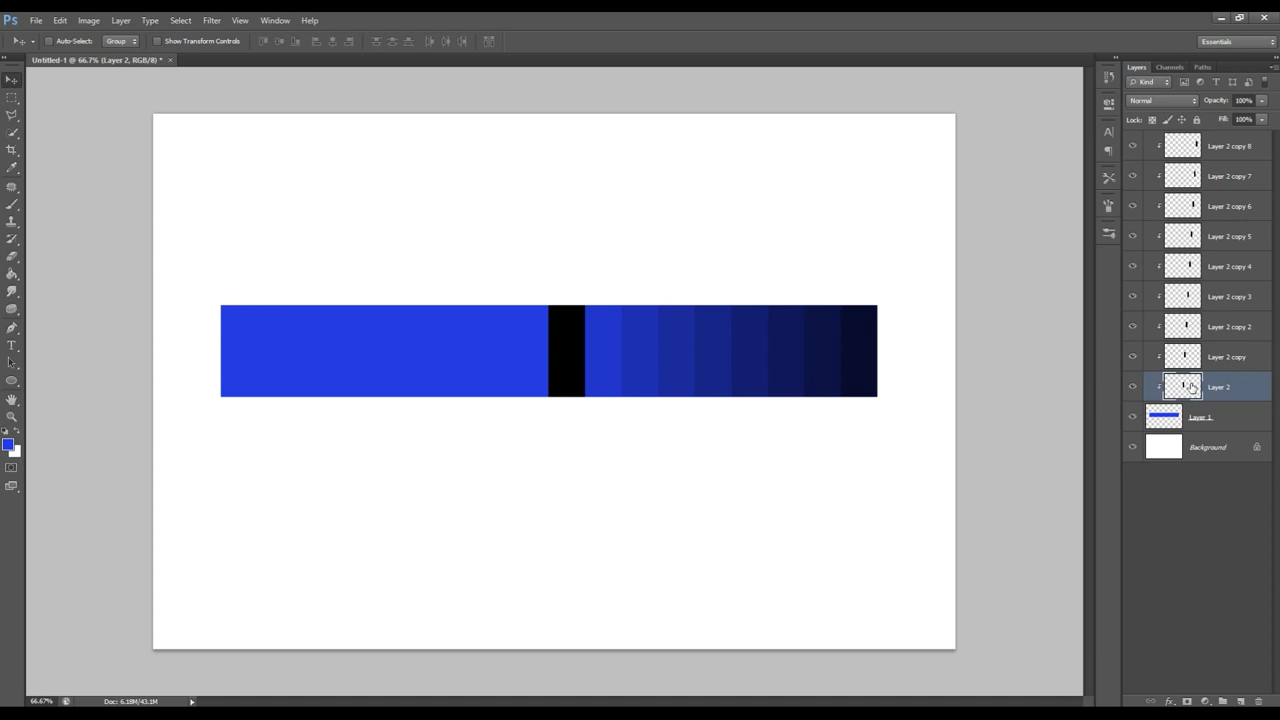 Ps File Edit Image Layer Type Select Filter View Window Help
Auto-Select: Group Show Transform Controls Essentials
Untitled-1 @ 66.7% (Layer 2, RGB/8) * ×
Layers Channels Paths
Kind
Normal Opacity: 100%
Lock: Fill: 100%
Layer 2 copy 8
Layer 2 copy 7
Layer 2 copy 6
Layer 2 copy 5
Layer 2 copy 4
Layer 2 copy 3
Layer 2 copy 2
Layer 2 copy
Layer 2
Layer 1
Background
66.67% Doc: 6.18M/43.1M